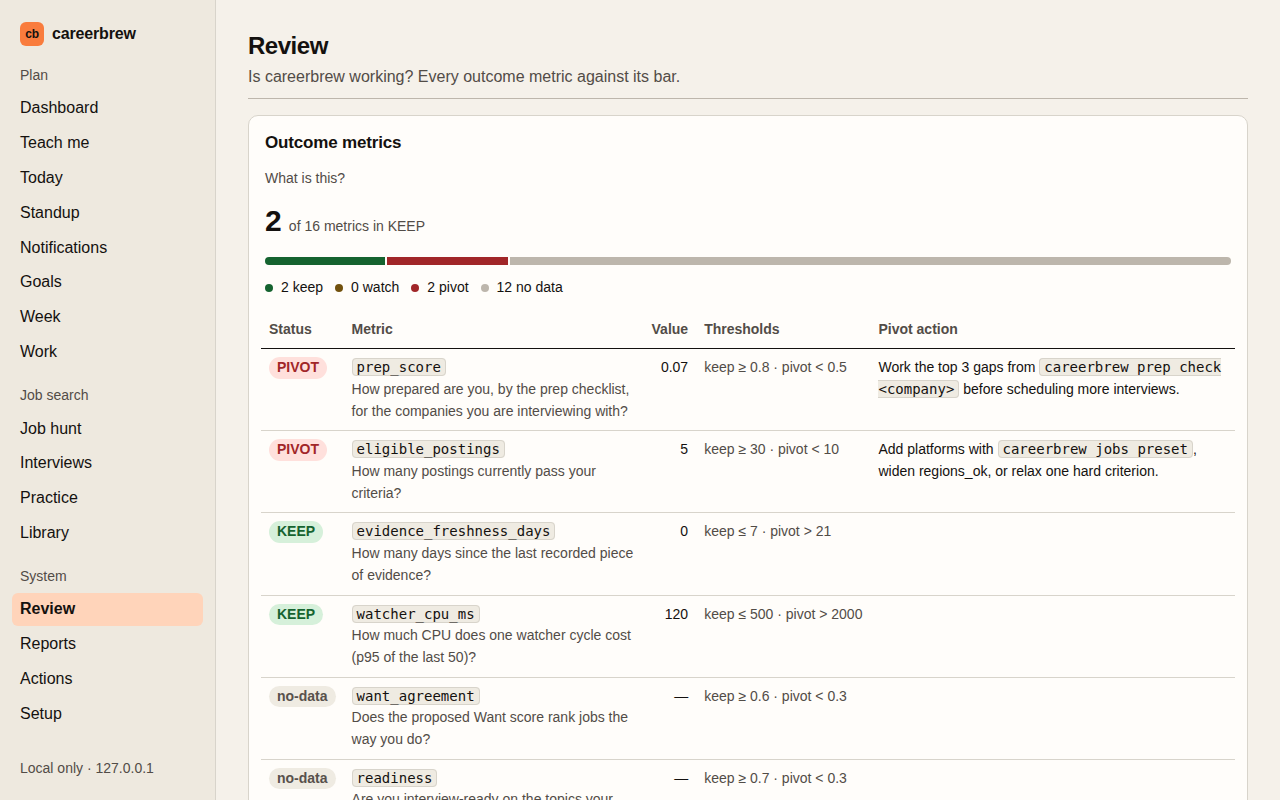 cb careerbrew
Plan
Dashboard
Teach me
Today
Standup
Notifications
Goals
Week
Work
Job search
Job hunt
Interviews
Practice
Library
System
Review
Reports
Actions
Setup
Local only · 127.0.0.1
Review
Is careerbrew working? Every outcome metric against its bar.
Outcome metrics
What is this?
2 of 16 metrics in KEEP
2 keep 0 watch 2 pivot 12 no data
Status Metric Value Thresholds Pivot action
PIVOT prep_score 0.07 keep ≥ 0.8 · pivot < 0.5 Work the top 3 gaps from careerbrew prep check
How prepared are you, by the prep checklist, <company> before scheduling more interviews.
for the companies you are interviewing with?
PIVOT eligible_postings 5 keep ≥ 30 · pivot < 10 Add platforms with careerbrew jobs preset,
How many postings currently pass your widen regions_ok, or relax one hard criterion.
criteria?
KEEP evidence_freshness_days 0 keep ≤ 7 · pivot > 21
How many days since the last recorded piece
of evidence?
KEEP watcher_cpu_ms 120 keep ≤ 500 · pivot > 2000
How much CPU does one watcher cycle cost
(p95 of the last 50)?
no-data want_agreement — keep ≥ 0.6 · pivot < 0.3
Does the proposed Want score rank jobs the
way you do?
no-data readiness — keep ≥ 0.7 · pivot < 0.3
Are you interview-ready on the topics your